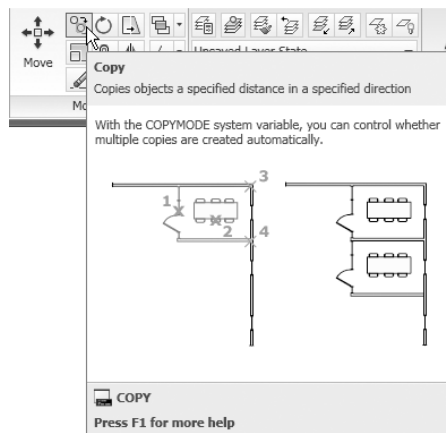 Move
Unsaved Layer State
Mo
Copy
Copies objects a specified distance in a specified direction
With the COPYMODE system variable, you can control whether
multiple copies are created automatically.
3
1
2
4
COPY
Press F1 for more help